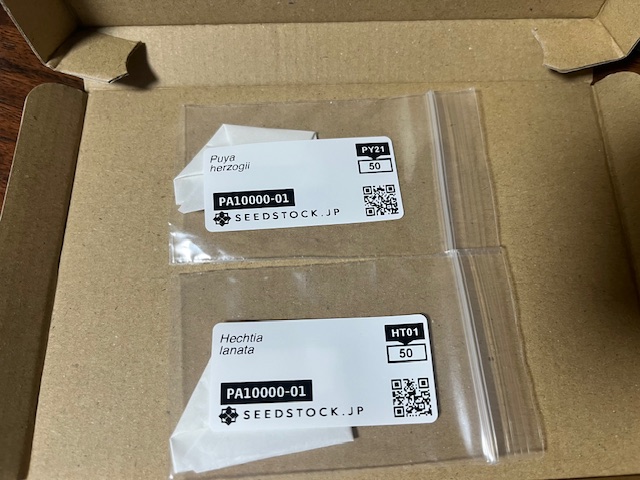 Puya
herzogii
PY21
50
PA10000-01
SEEDSTOCK.JP
Hechtia
lanata
HT01
50
PA10000-01
SEEDSTOCK.JP